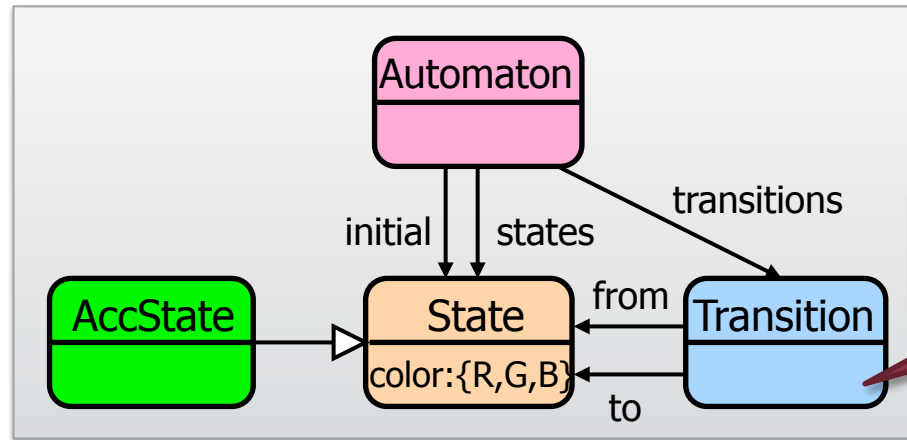 Automaton
transitions
initial
states
AccState
State
from
Transition
color:{R,G,B}
to